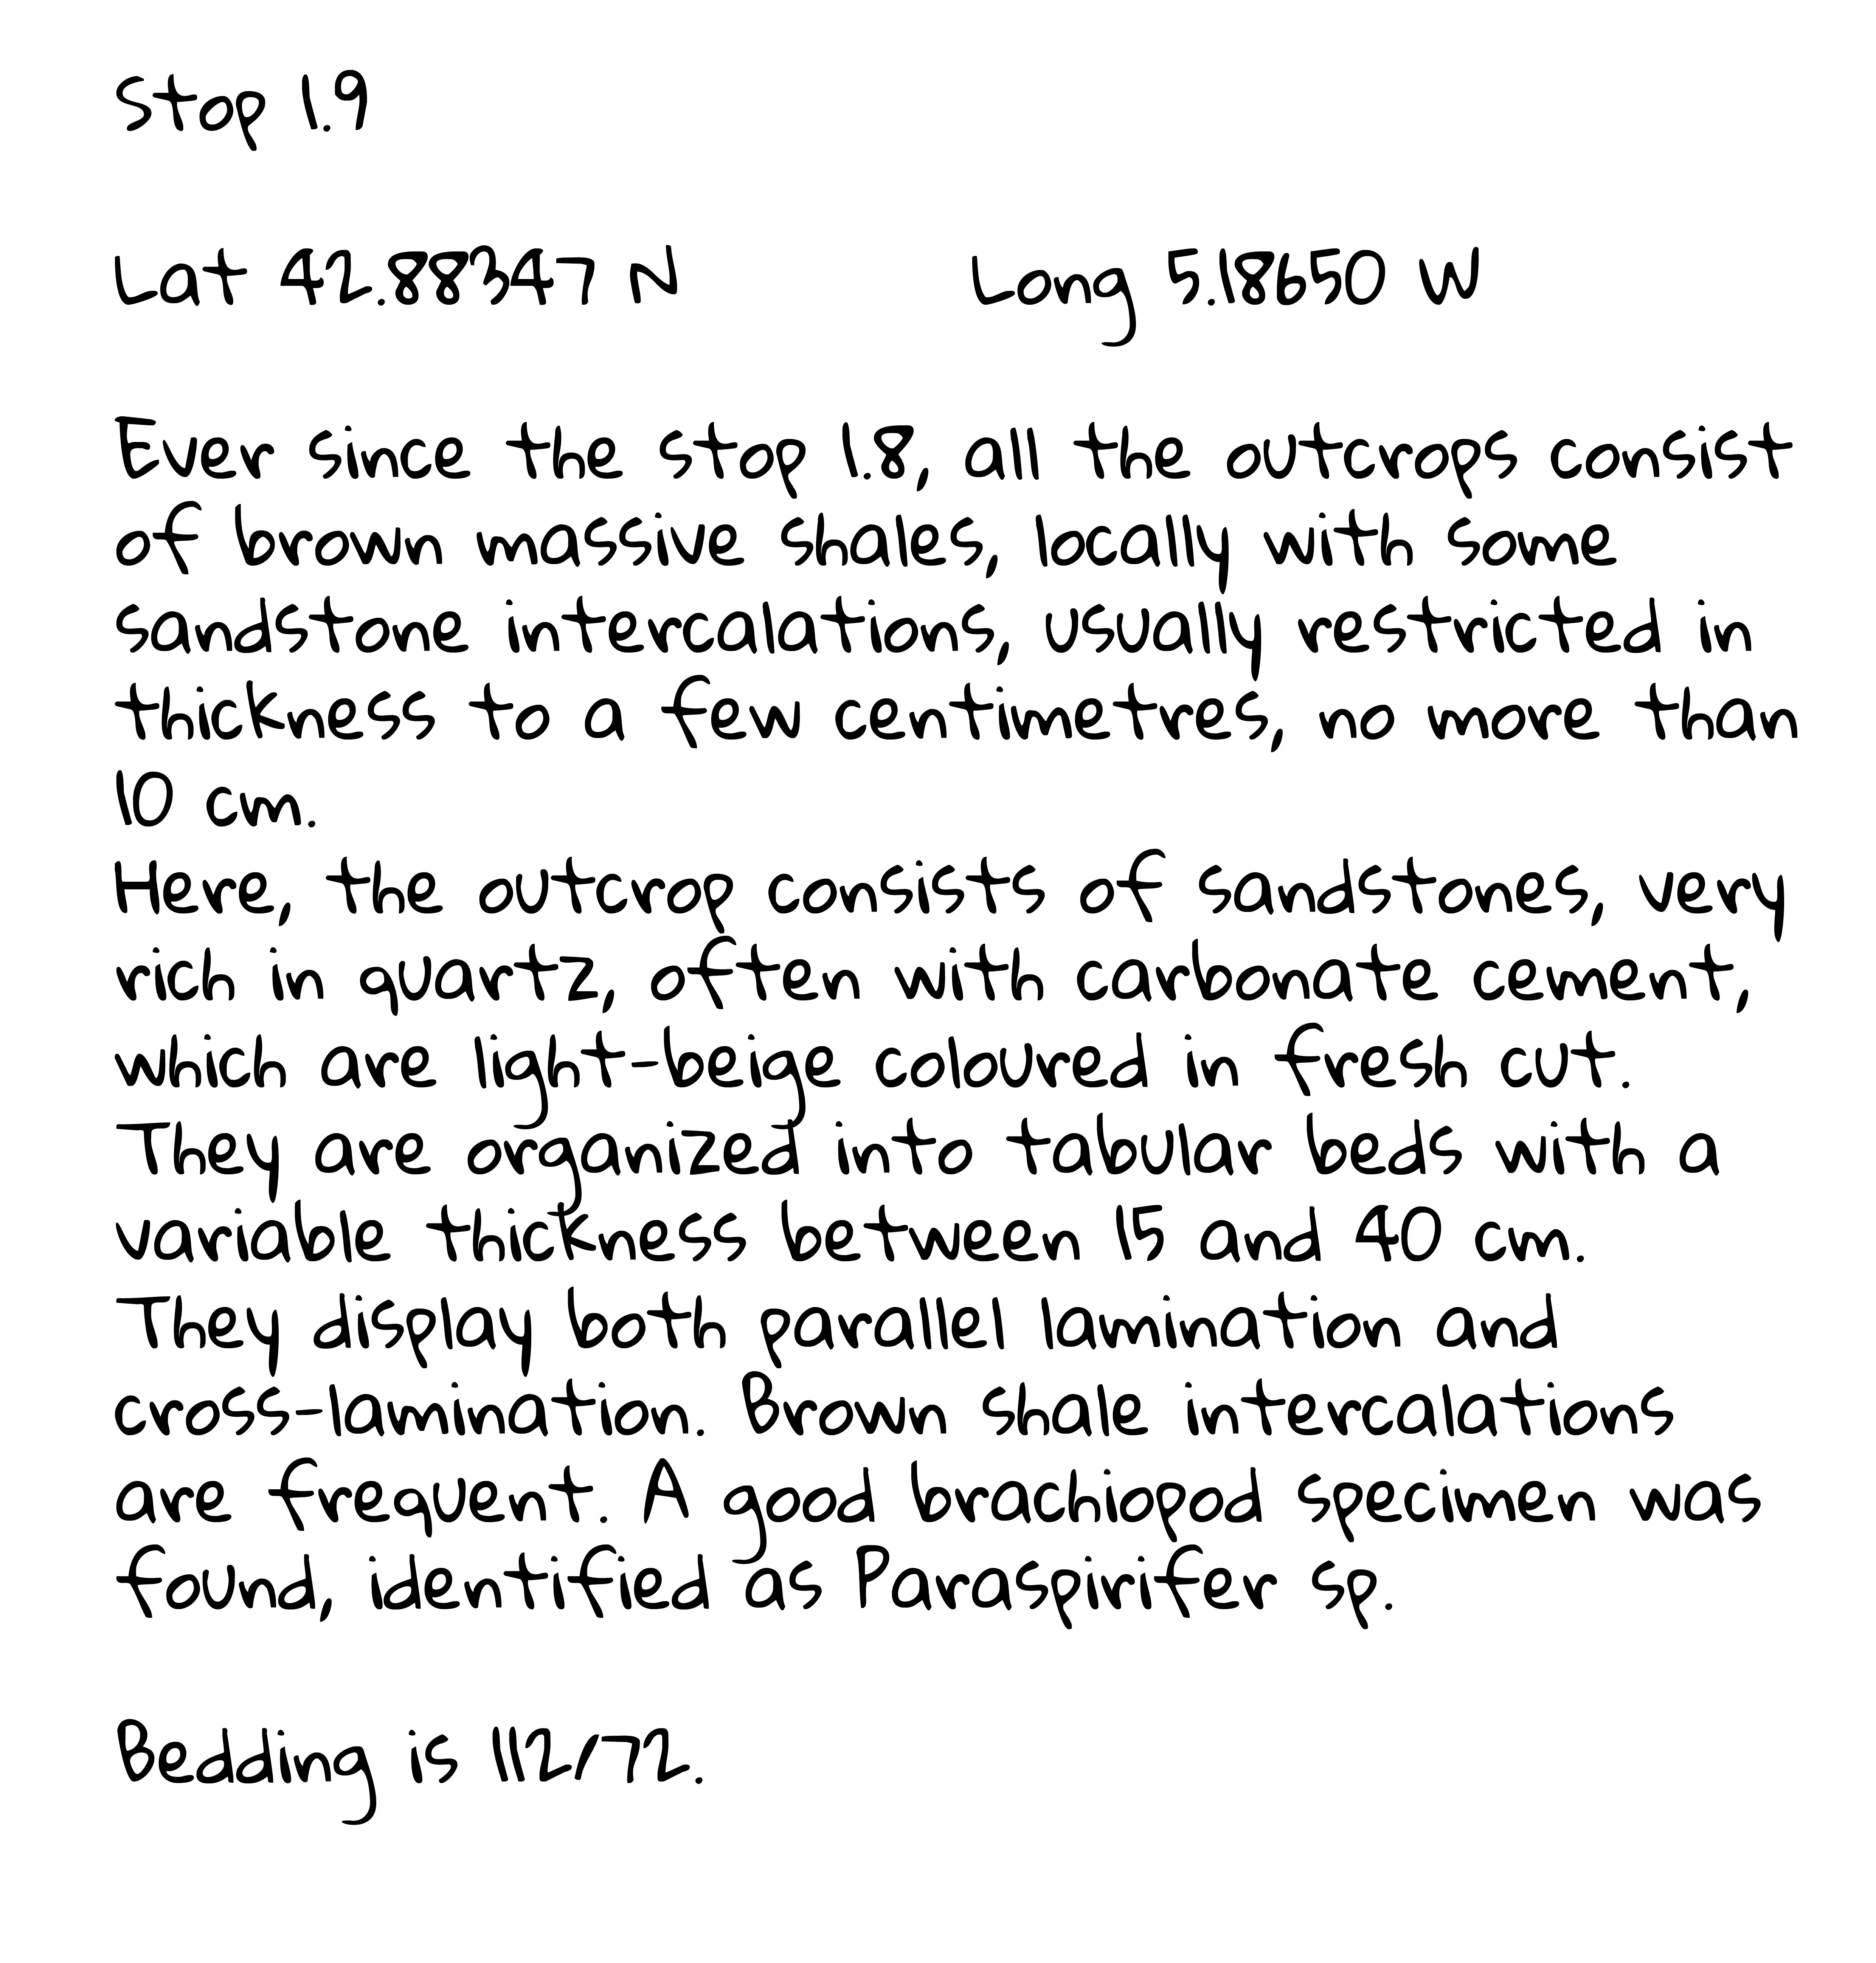 Stop 1.9
Lat 42.88347 N Long 5.18650 W
Ever since the stop 1.8, all the outcrops consist
of brown massive shales, locally with some
sandstone intercalations, usually restricted in
thickness to a few centimetres, no more than
10 cm.
Here, the outcrop consists of sandstones, very
rich in quartz, often with carbonate cement,
which are light-beige coloured in fresh cut.
They are organized into tabular beds with a
variable thickness between 15 and 40 cm.
They display both parallel lamination and
cross-lamination. Brown shale intercalations
are frequent. A good brachiopod specimen was
found, identified as Paraspirifer sp.
Bedding is 112/72.